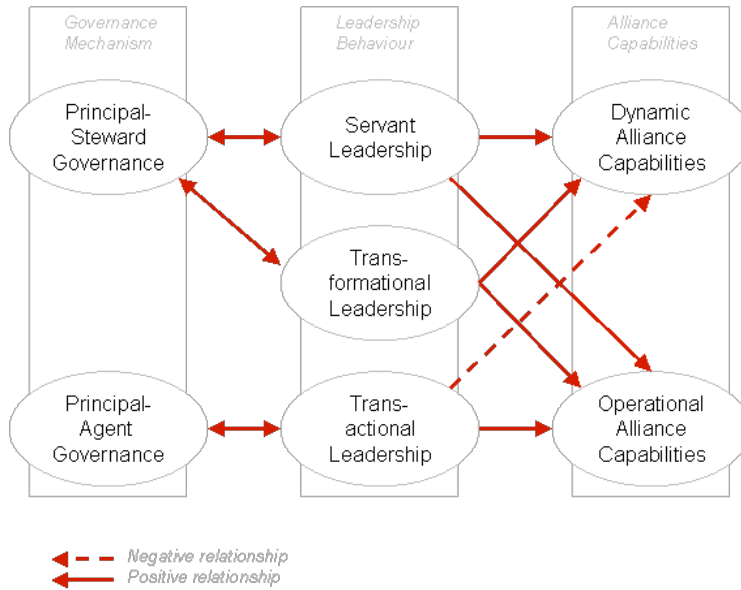 Governance
Mechanism
Leadership
Behaviour
Alliance
Capabilities
Principal-
Steward
Governance
Servant
Leadership
Dynamic
Alliance
Capabilities
Trans-
formational
Leadership
Principal-
Agent
Governance
Trans-
actional
Leadership
Operational
Alliance
Capabilities
Negative relationship
Positive relationship